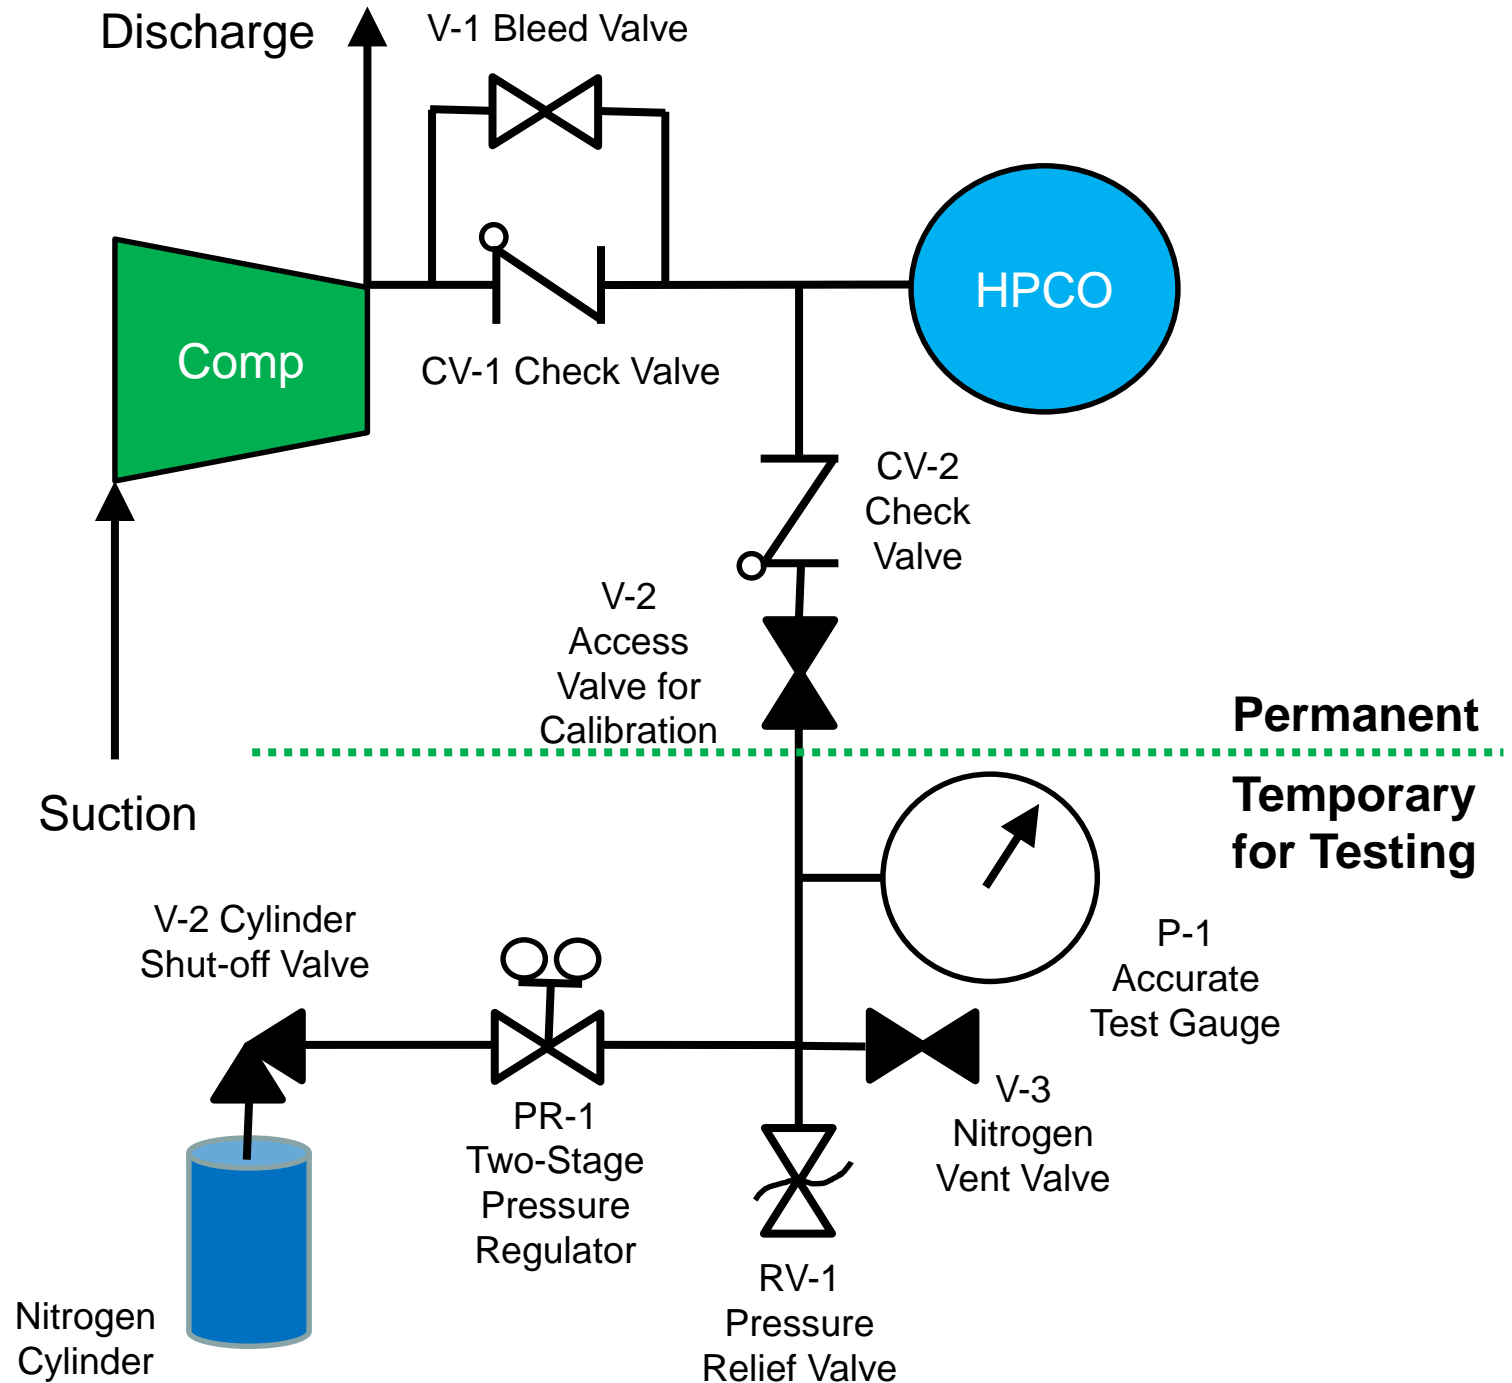 Discharge
V-1 Bleed Valve
HPCO
Comp
CV-1 Check Valve
CV-2
Check
Valve
V-2
Access
Valve for
Calibration
Permanent
Temporary
for Testing
Suction
V-2 Cylinder
Shut-off Valve
P-1
Accurate
Test Gauge
PR-1
Two-Stage
Pressure
Regulator
V-3
Nitrogen
Vent Valve
RV-1
Pressure
Relief Valve
Nitrogen
Cylinder